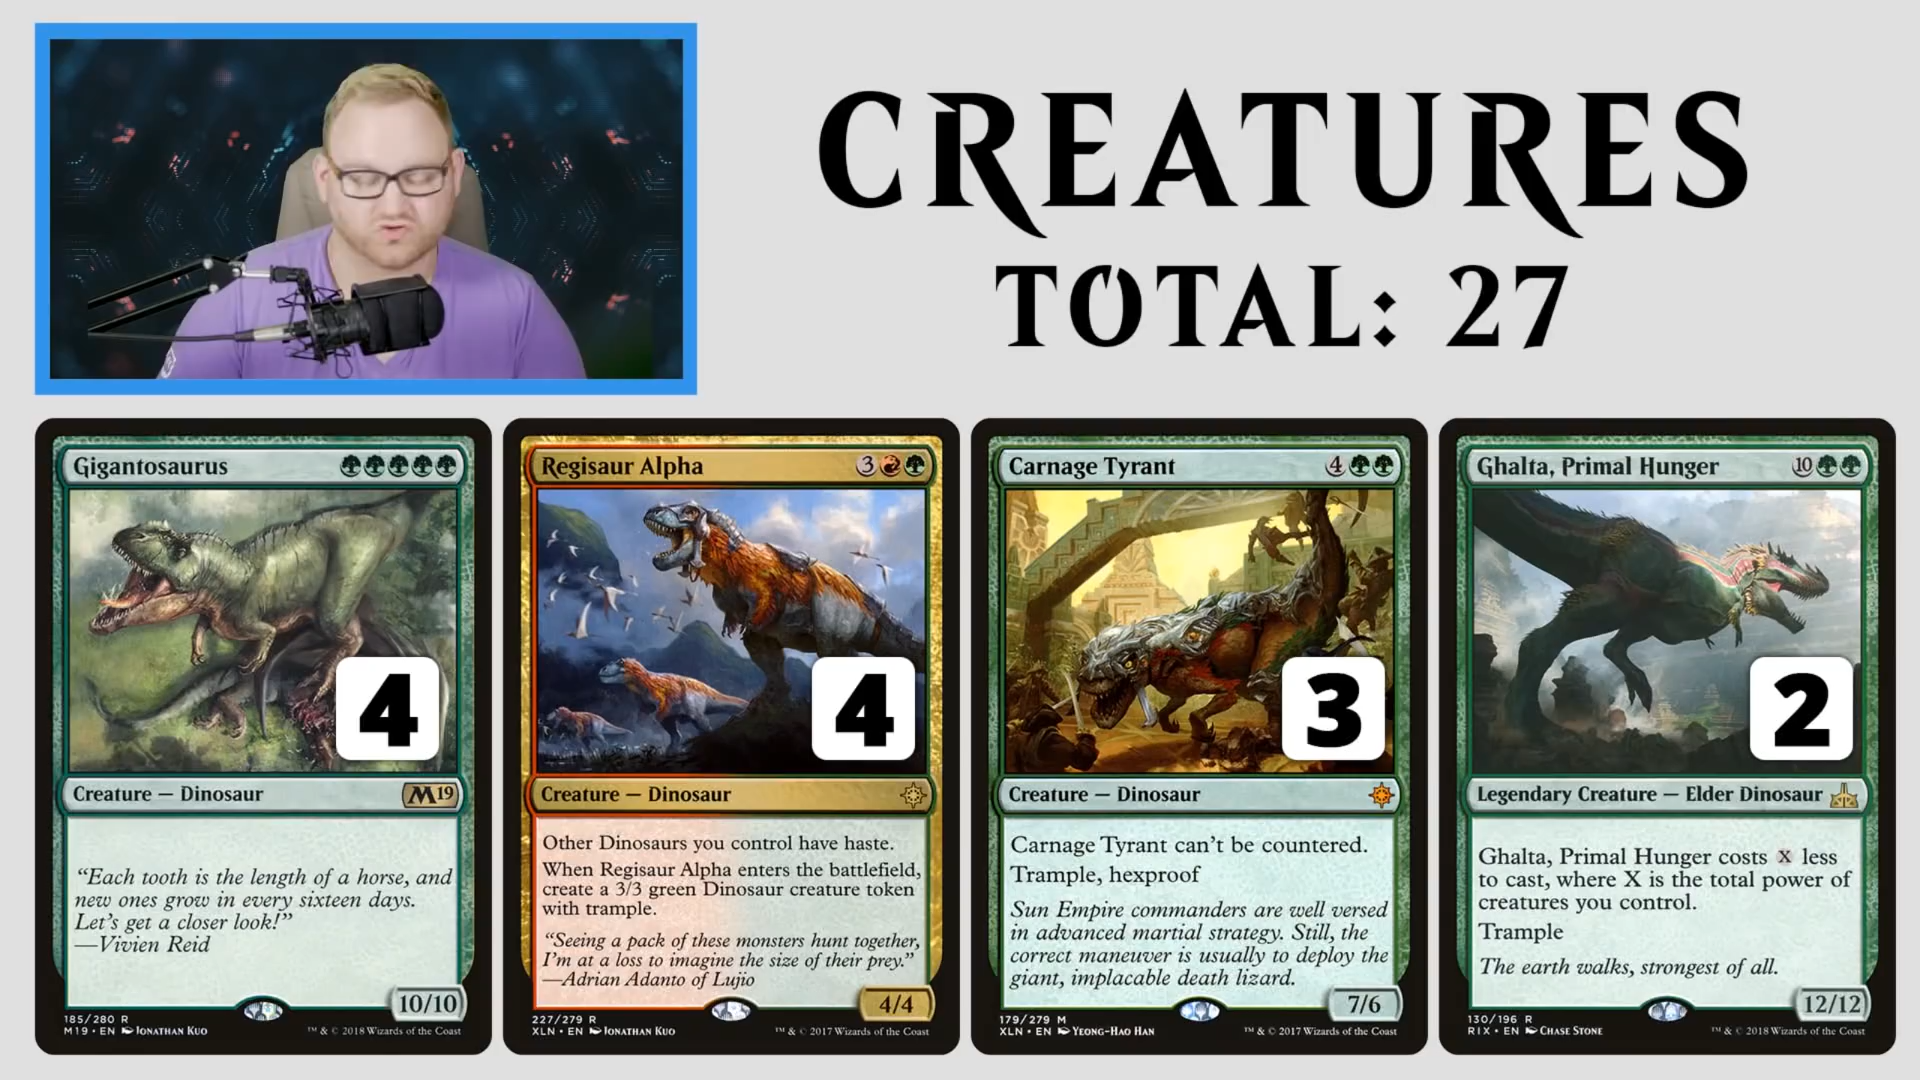 CREATURES
TOTAL: 27
Gigantosaurus
4
Creature — Dinosaur
M19
“Each tooth is the length of a horse, and
new ones grow in every sixteen days.
Let’s get a closer look!”
—Vivien Reid
10/10
185/280 R
M19 • EN Jonathan Kuo
™ & © 2018 Wizards of the Coast
Regisaur Alpha
3
4
Creature — Dinosaur
Other Dinosaurs you control have haste.
When Regisaur Alpha enters the battlefield,
create a 3/3 green Dinosaur creature token
with trample.
“Seeing a pack of these monsters hunt together,
I’m at a loss to imagine the size of their prey.”
—Adrian Adanto of Lujio
4/4
227/279 R
XLN • EN Jonathan Kuo
™ & © 2017 Wizards of the Coast
Carnage Tyrant
4
3
Creature — Dinosaur
Carnage Tyrant can’t be countered.
Trample, hexproof
Sun Empire commanders are well versed
in advanced martial strategy. Still, the
correct maneuver is usually to deploy the
giant, implacable death lizard.
7/6
179/279 M
XLN • EN Yeong-Hao Han
™ & © 2017 Wizards of the Coast
Ghalta, Primal Hunger
10
2
Legendary Creature — Elder Dinosaur
Ghalta, Primal Hunger costs X less
to cast, where X is the total power of
creatures you control.
Trample
The earth walks, strongest of all.
12/12
130/196 R
RIX • EN Chase Stone
™ & © 2018 Wizards of the Coast